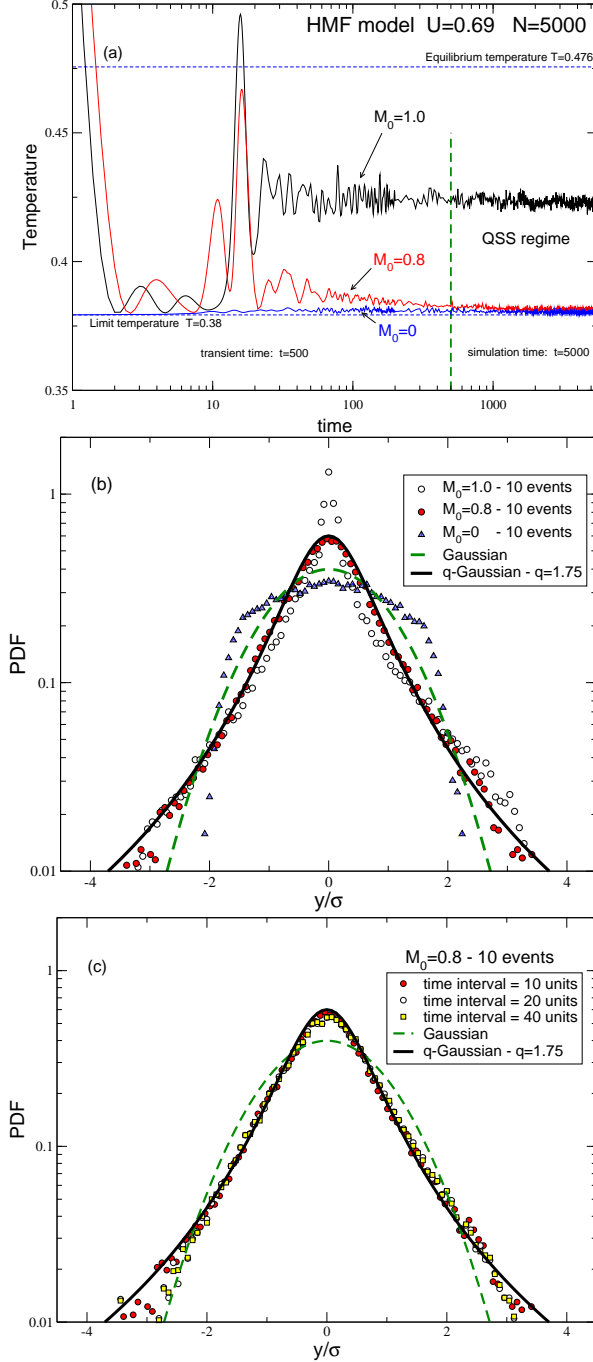 HMF model U=0.69 N=5000
(a)
Equilibrium temperature T=0.476
M0=1.0
QSS regime
M0=0.8
Limit temperature T=0.38
M0=0
transient time: t=500
simulation time: t=5000
0.5
0.45
0.4
0.35
Temperature
1 10 100 1000
time
(b)
M0=1.0 - 10 events
M0=0.8 - 10 events
M0=0 - 10 events
Gaussian
q-Gaussian - q=1.75
1
0.1
0.01
PDF
-4 -2 0 2 4
y/σ
(c)
M0=0.8 - 10 events
time interval = 10 units
time interval = 20 units
time interval = 40 units
Gaussian
q-Gaussian - q=1.75
1
0.1
0.01
PDF
-4 -2 0 2 4
y/σ